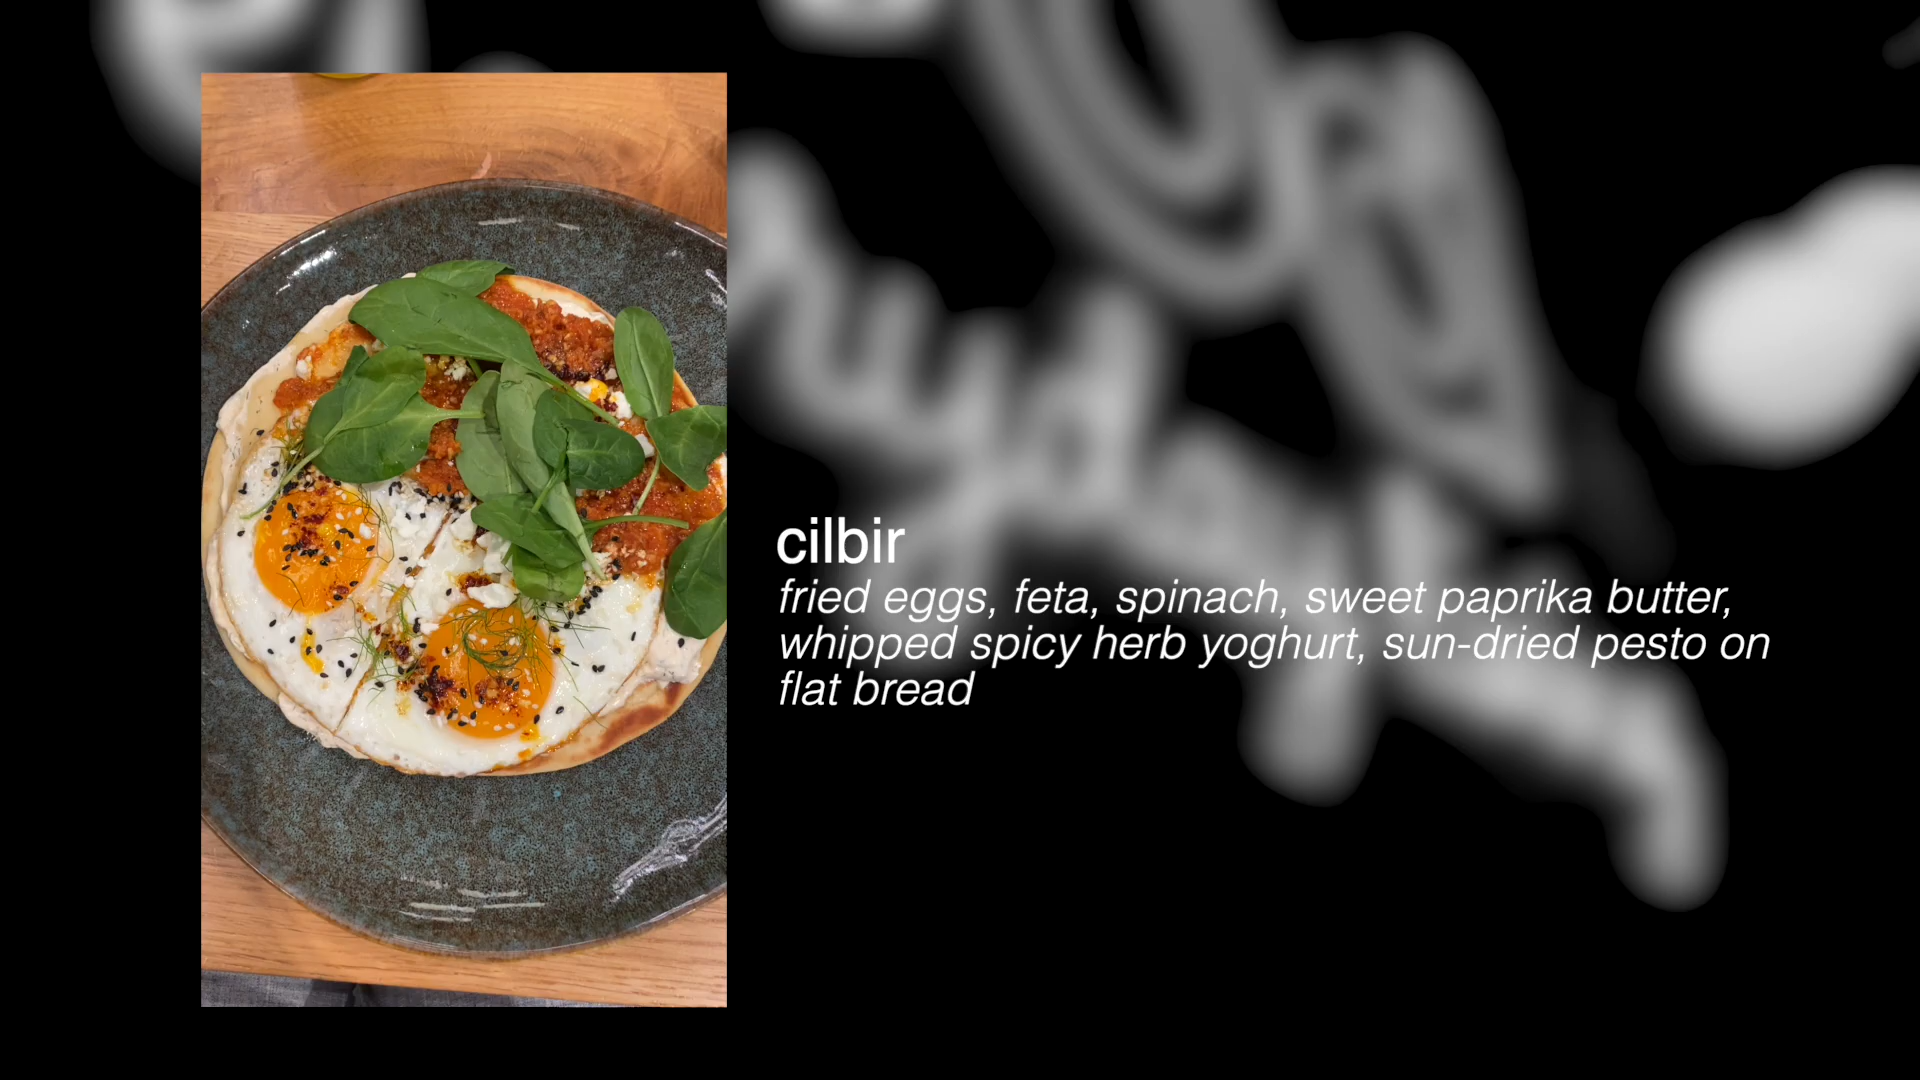 cilbir
fried eggs, feta, spinach, sweet paprika butter,
whipped spicy herb yoghurt, sun-dried pesto on
flat bread